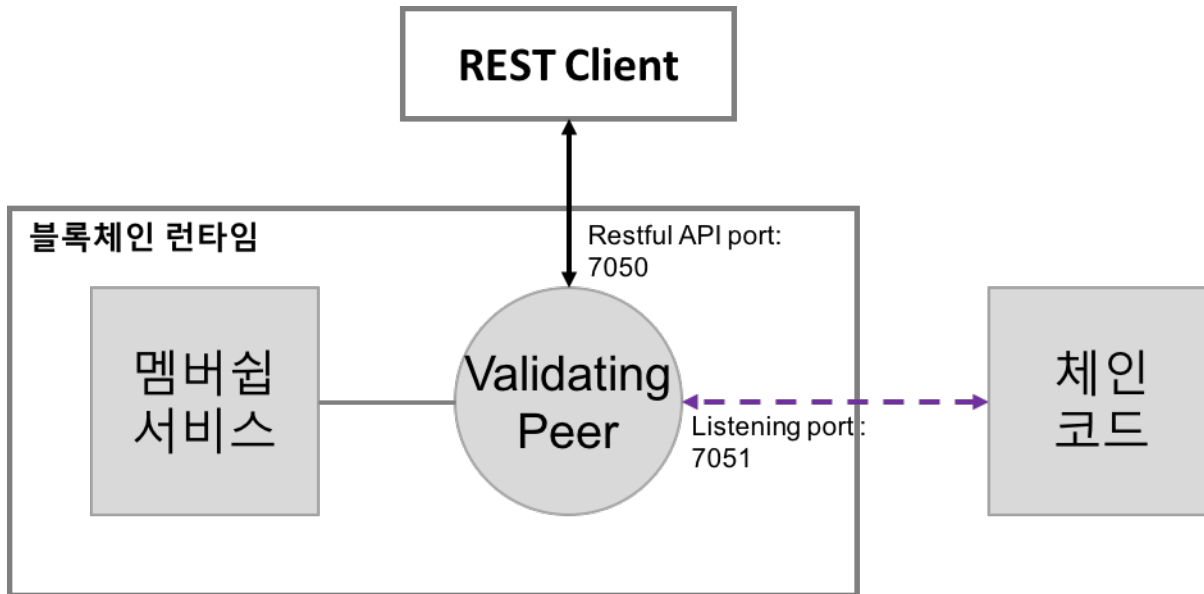 REST Client
블록체인 런타임
Restful API port:
7050
멤버쉽
서비스
Validating
Peer
Listening port :
7051
체인
코드